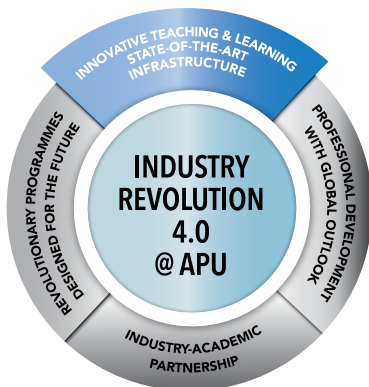 INNOVATIVE TEACHING & LEARNING
STATE-OF-THE-ART
INFRASTRUCTURE
PROFESSIONAL DEVELOPMENT
WITH GLOBAL OUTLOOK
INDUSTRY-ACADEMIC
PARTNERSHIP
REVOLUTIONARY PROGRAMMES
DESIGNED FOR THE FUTURE
INDUSTRY
REVOLUTION
4.0
@ APU